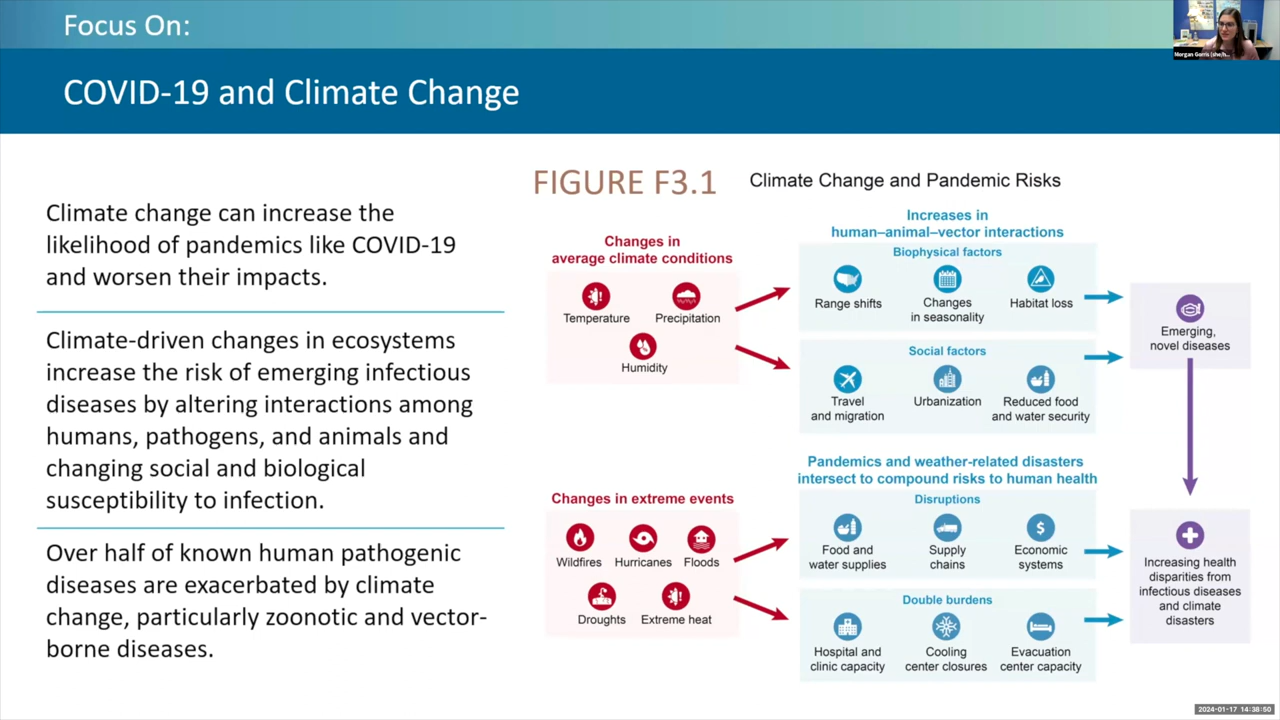 Focus On:
COVID-19 and Climate Change
Morgan Gorris (she/h...
Climate change can increase the
likelihood of pandemics like COVID-19
and worsen their impacts.
Climate-driven changes in ecosystems
increase the risk of emerging infectious
diseases by altering interactions among
humans, pathogens, and animals and
changing social and biological
susceptibility to infection.
Over half of known human pathogenic
diseases are exacerbated by climate
change, particularly zoonotic and vector-
borne diseases.
FIGURE F3.1 Climate Change and Pandemic Risks
Changes in
average climate conditions
Temperature
Precipitation
Humidity
Increases in
human–animal–vector interactions
Biophysical factors
Range shifts
Changes
in seasonality
Habitat loss
Social factors
Travel
and migration
Urbanization
Reduced food
and water security
Emerging,
novel diseases
Changes in extreme events
Wildfires
Hurricanes
Floods
Droughts
Extreme heat
Pandemics and weather-related disasters
intersect to compound risks to human health
Disruptions
Food and
water supplies
Supply
chains
$
Economic
systems
Double burdens
Hospital and
clinic capacity
Cooling
center closures
Evacuation
center capacity
Increasing health
disparities from
infectious diseases
and climate
disasters
2024-01-17 14:38:50